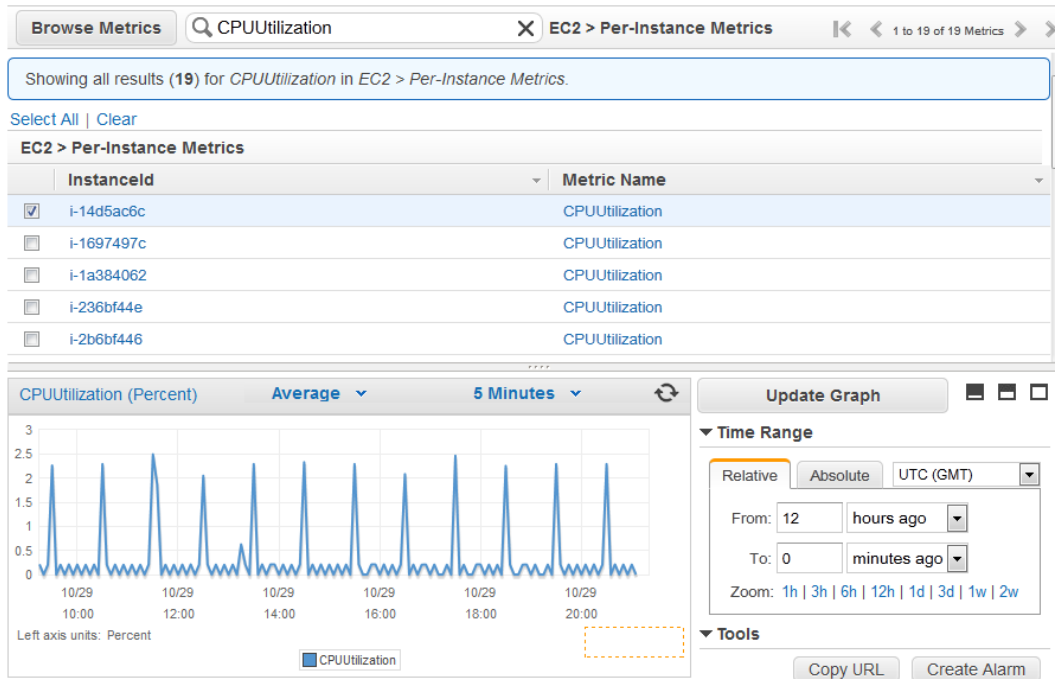 Browse Metrics CPUUtilization EC2 > Per-Instance Metrics 1 to 19 of 19 Metrics
Showing all results (19) for CPUUtilization in EC2 > Per-Instance Metrics.
Select All | Clear
EC2 > Per-Instance Metrics
InstanceId Metric Name
i-14d5ac6c CPUUtilization
i-1697497c CPUUtilization
i-1a384062 CPUUtilization
i-236bf44e CPUUtilization
i-2b6bf446 CPUUtilization
CPUUtilization (Percent) Average 5 Minutes
3
2.5
2
1.5
1
0.5
0
10/29 10/29 10/29 10/29 10/29 10/29
10:00 12:00 14:00 16:00 18:00 20:00
Left axis units: Percent
CPUUtilization
Update Graph
Time Range
Relative Absolute UTC (GMT)
From: 12 hours ago
To: 0 minutes ago
Zoom: 1h | 3h | 6h | 12h | 1d | 3d | 1w | 2w
Tools
Copy URL Create Alarm